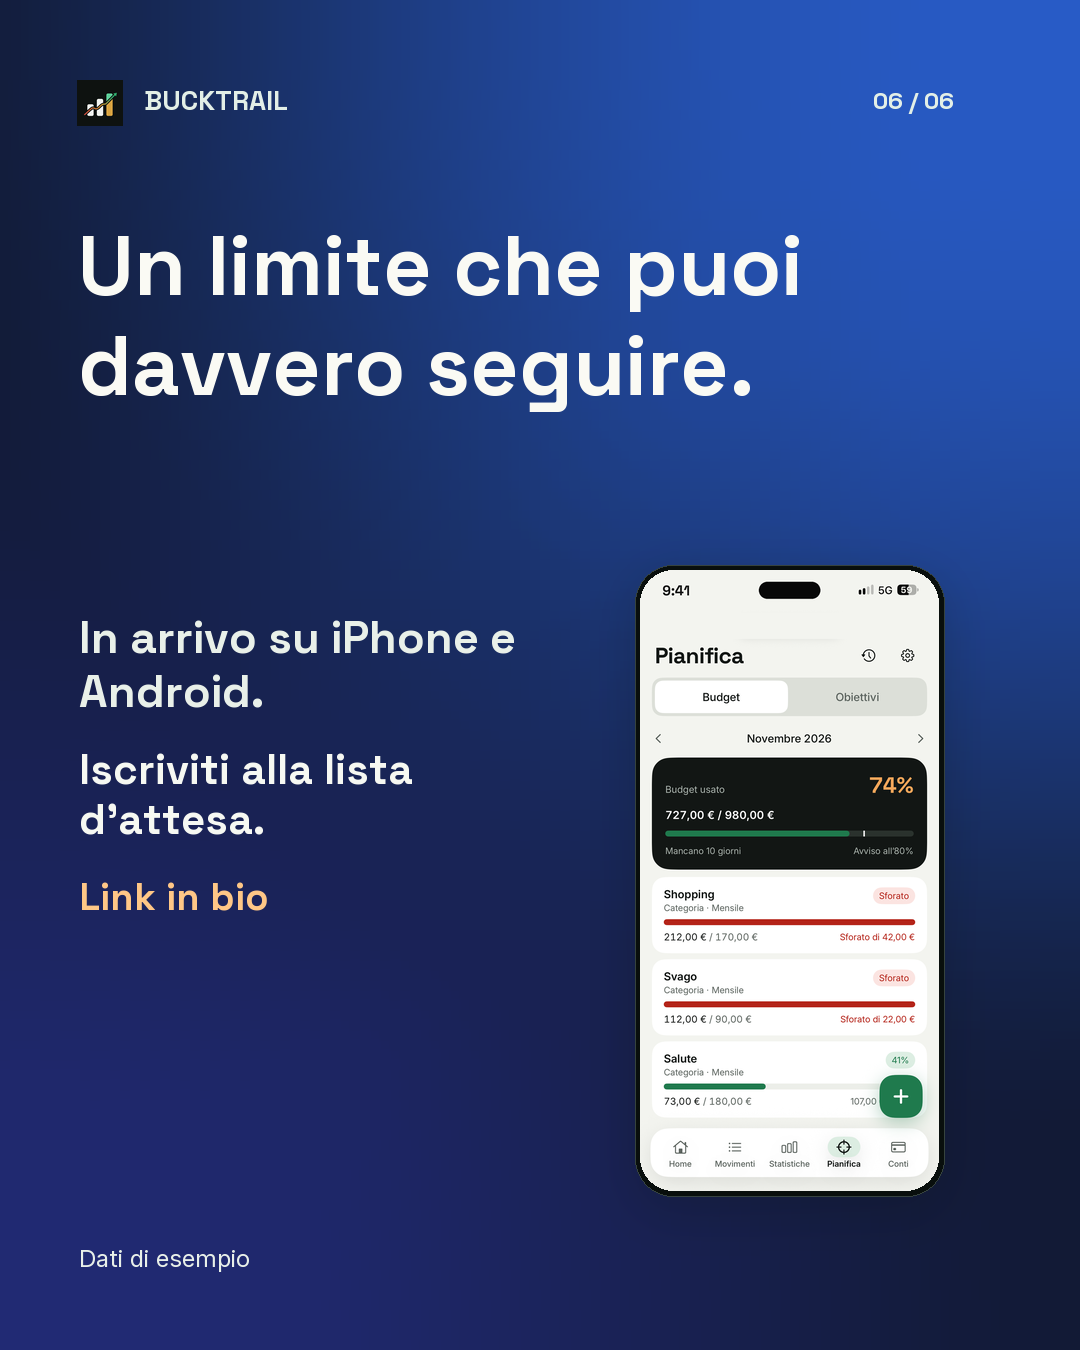 BUCKTRAIL
06 / 06
Un limite che puoi
davvero seguire.
In arrivo su iPhone e
Android.
Iscriviti alla lista
d’attesa.
Link in bio
9:41
5G
59
Pianifica
Budget
Obiettivi
Novembre 2026
Budget usato
74%
727,00 € / 980,00 €
Mancano 10 giorni
Avviso all’80%
Shopping
Sforato
Categoria · Mensile
212,00 € / 170,00 €
Sforato di 42,00 €
Svago
Sforato
Categoria · Mensile
112,00 € / 90,00 €
Sforato di 22,00 €
Salute
41%
Categoria · Mensile
73,00 € / 180,00 €
107,00
Home
Movimenti
Statistiche
Pianifica
Conti
Dati di esempio